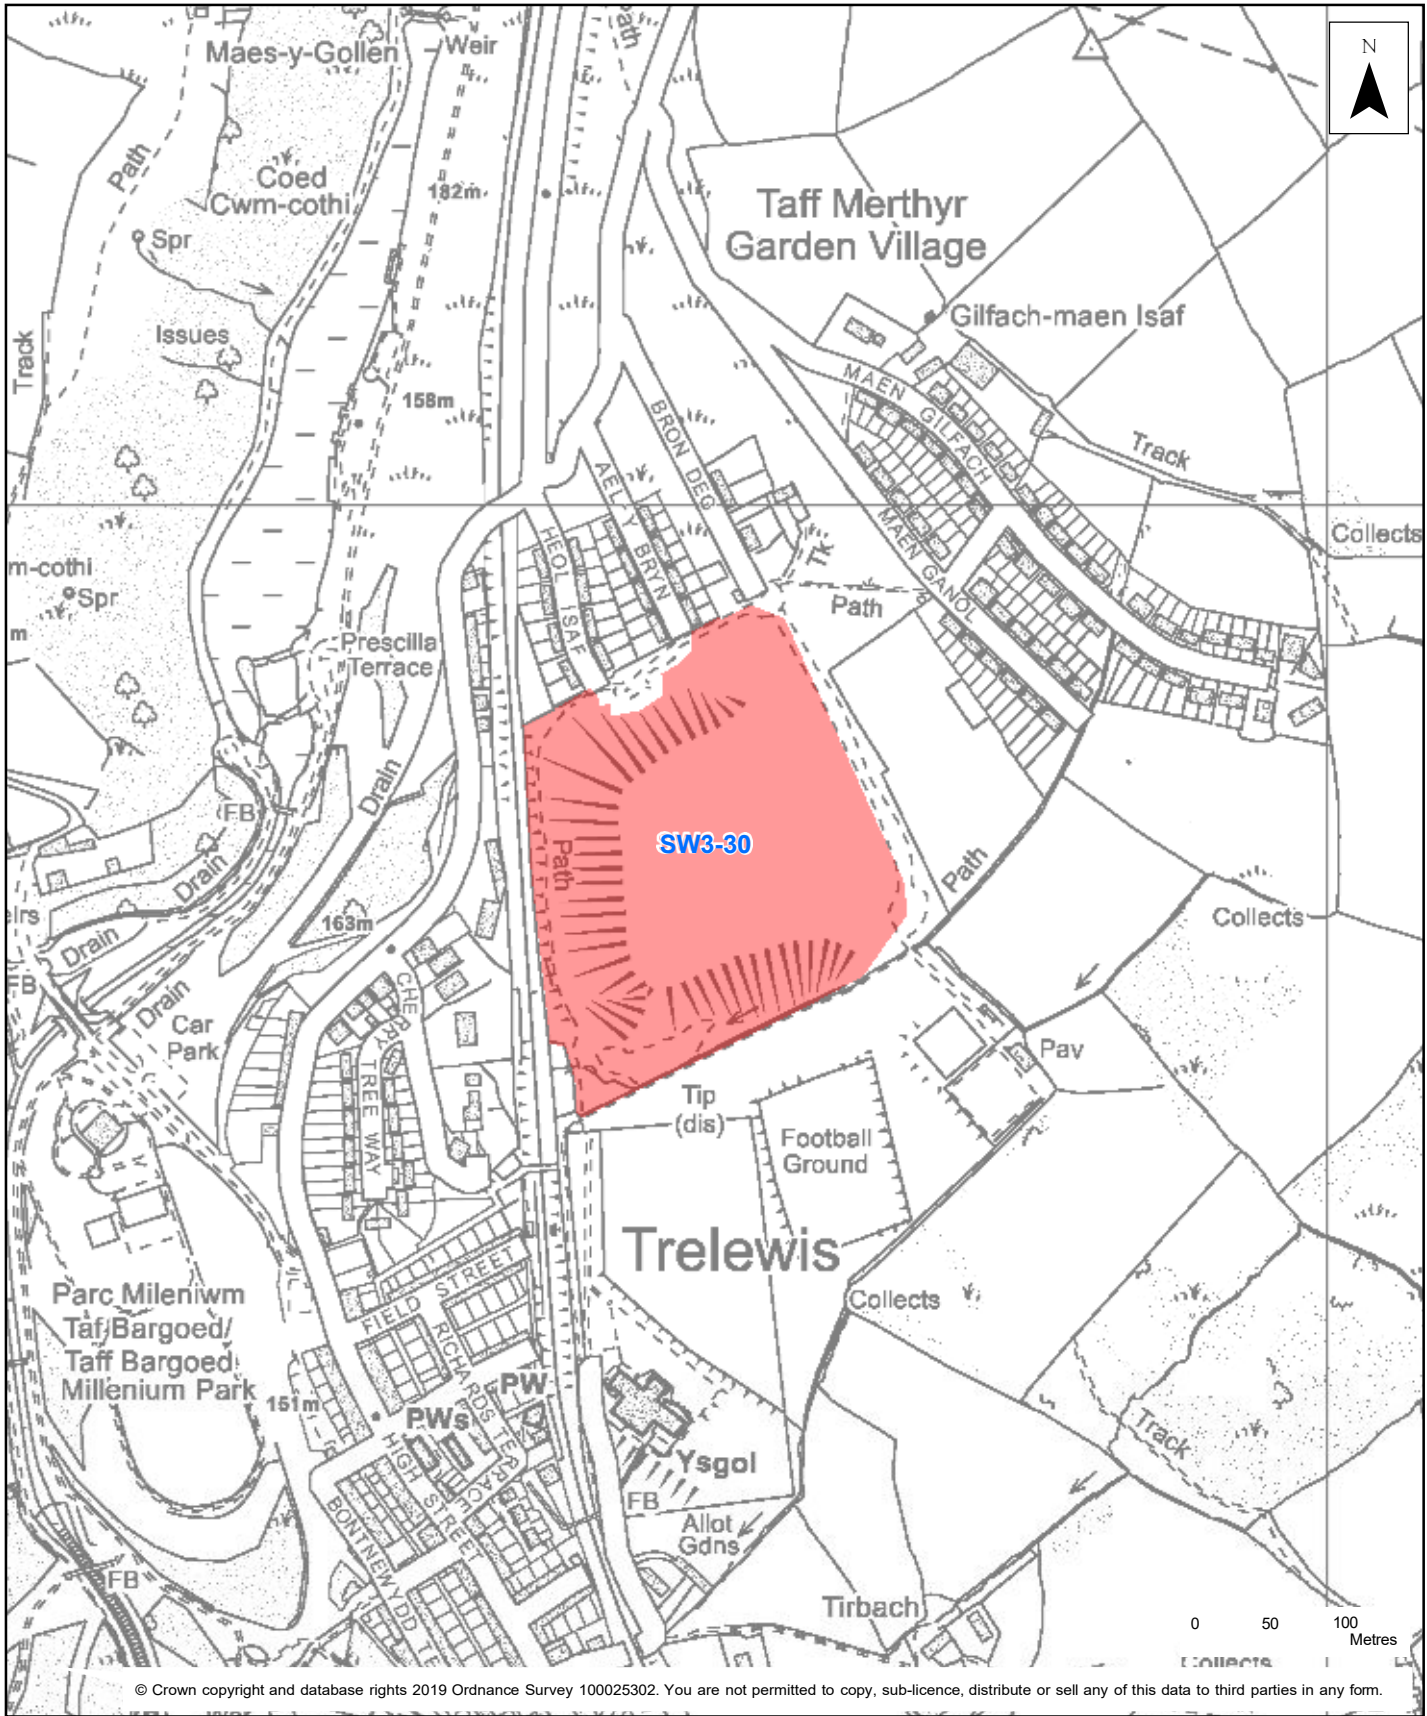 Maes-y-Gollen
Weir
Path
N
Path
Coed
Cwm-cothi
182m
Taff Merthyr
Garden Village
Spr
Issues
Track
Gilfach-maen Isaf
158m
MAEN GILFACH
BRON DEG
Track
AEL-Y-BRYN
HEOL ISAF
MAEN GANOL
Collects
m-cothi
Spr
m
Tk
Path
Prescilla
Terrace
Drain
FB
SW3-30
Path
Path
Drain
Collects
eirs
163m
Drain
FB
Drain
CHERRY TREE WAY
Car
Park
Pav
Tip
(dis)
Football
Ground
Trelewis
Parc Mileniwm
Taf Bargoed/
Taff Bargoed
Millenium Park
FIELD STREET
Collects
RICHARDS TERRACE
PW
151m
PWs
HIGH STREET
Track
Ysgol
FB
BONTNEWYDD TE
Allot
Gdns
FB
Tirbach
0 50 100
Metres
Collects
© Crown copyright and database rights 2019 Ordnance Survey 100025302. You are not permitted to copy, sub-licence, distribute or sell any of this data to third parties in any form.